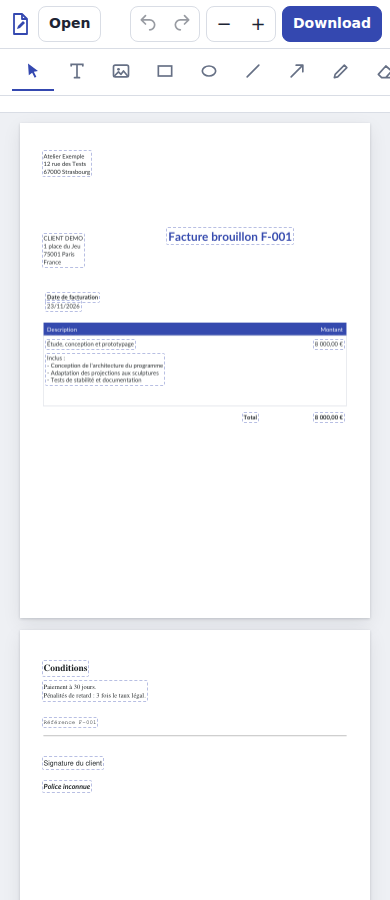 Open
Download
Atelier Exemple
12 rue des Tests
67000 Strasbourg
CLIENT DEMO
1 place du Jeu
75001 Paris
France
Facture brouillon F-001
Date de facturation
23/11/2026
Description Montant
Étude, conception et prototypage 8 000,00 €
Inclus :
- Conception de l'architecture du programme
- Adaptation des projections aux sculptures
- Tests de stabilité et documentation
Total 8 000,00 €
Conditions
Paiement à 30 jours.
Pénalités de retard : 3 fois le taux légal.
Référence F-001
Signature du client
Police inconnue